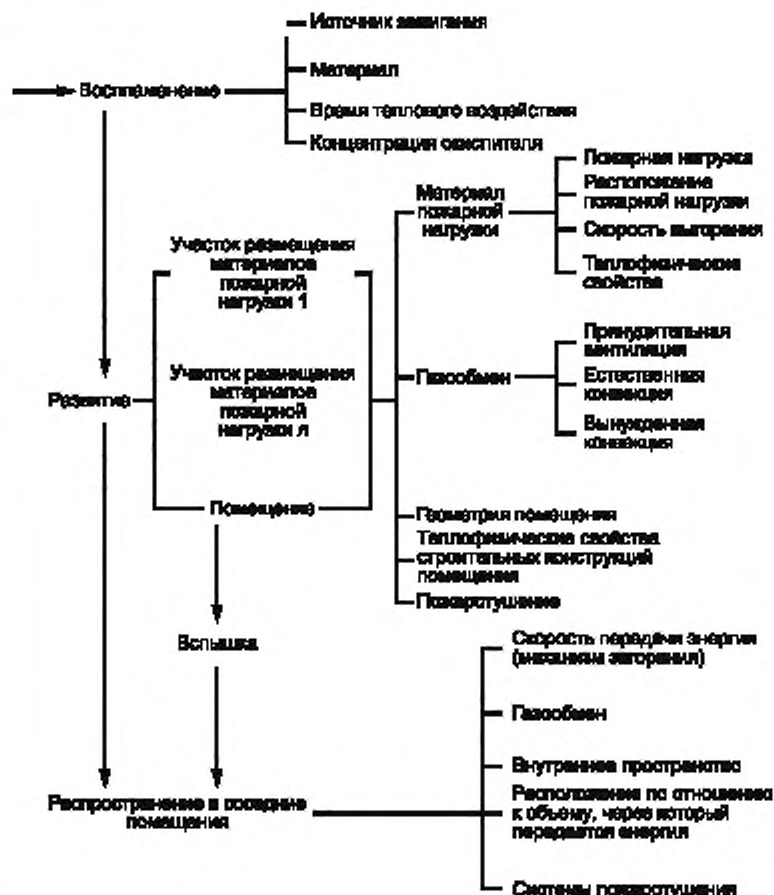 Источник зажигания
Материал
Воспламенение
Время теплового воздействия
Концентрация окислителя
Пожарная нагрузка
Расположение
пожарной нагрузки
Скорость выгорания
Теплофизические
свойства
Материал
пожарной
нагрузки
Участок размещения
материалов
пожарной
нагрузки 1
Принудительная
вентиляция
Газообмен
Естественная
конвекция
Вынужденная
конвекция
Участок размещения
материалов
пожарной
нагрузки л
Развитие
Помещение
Геометрия помещения
Теплофизические свойства
строительных конструкций
помещения
Пожаротушение
Вспышка
Скорость передачи энергии
(механизм загорания)
Газообмен
Внутреннее пространство
Распространение в соседние
помещения
Расположение по отношению
к объему, через который
передается энергия
Системы пожаротушения